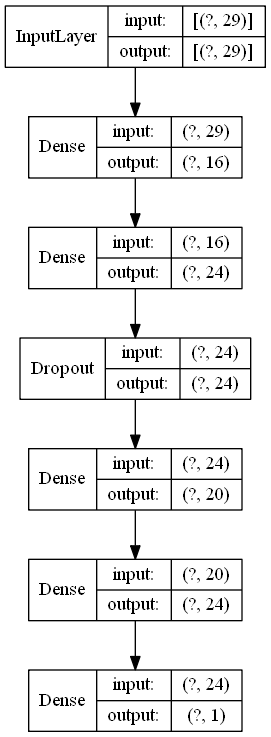 InputLayer input: [(?, 29)]
output: [(?, 29)]
Dense input: (?, 29)
output: (?, 16)
Dense input: (?, 16)
output: (?, 24)
Dropout input: (?, 24)
output: (?, 24)
Dense input: (?, 24)
output: (?, 20)
Dense input: (?, 20)
output: (?, 24)
Dense input: (?, 24)
output: (?, 1)